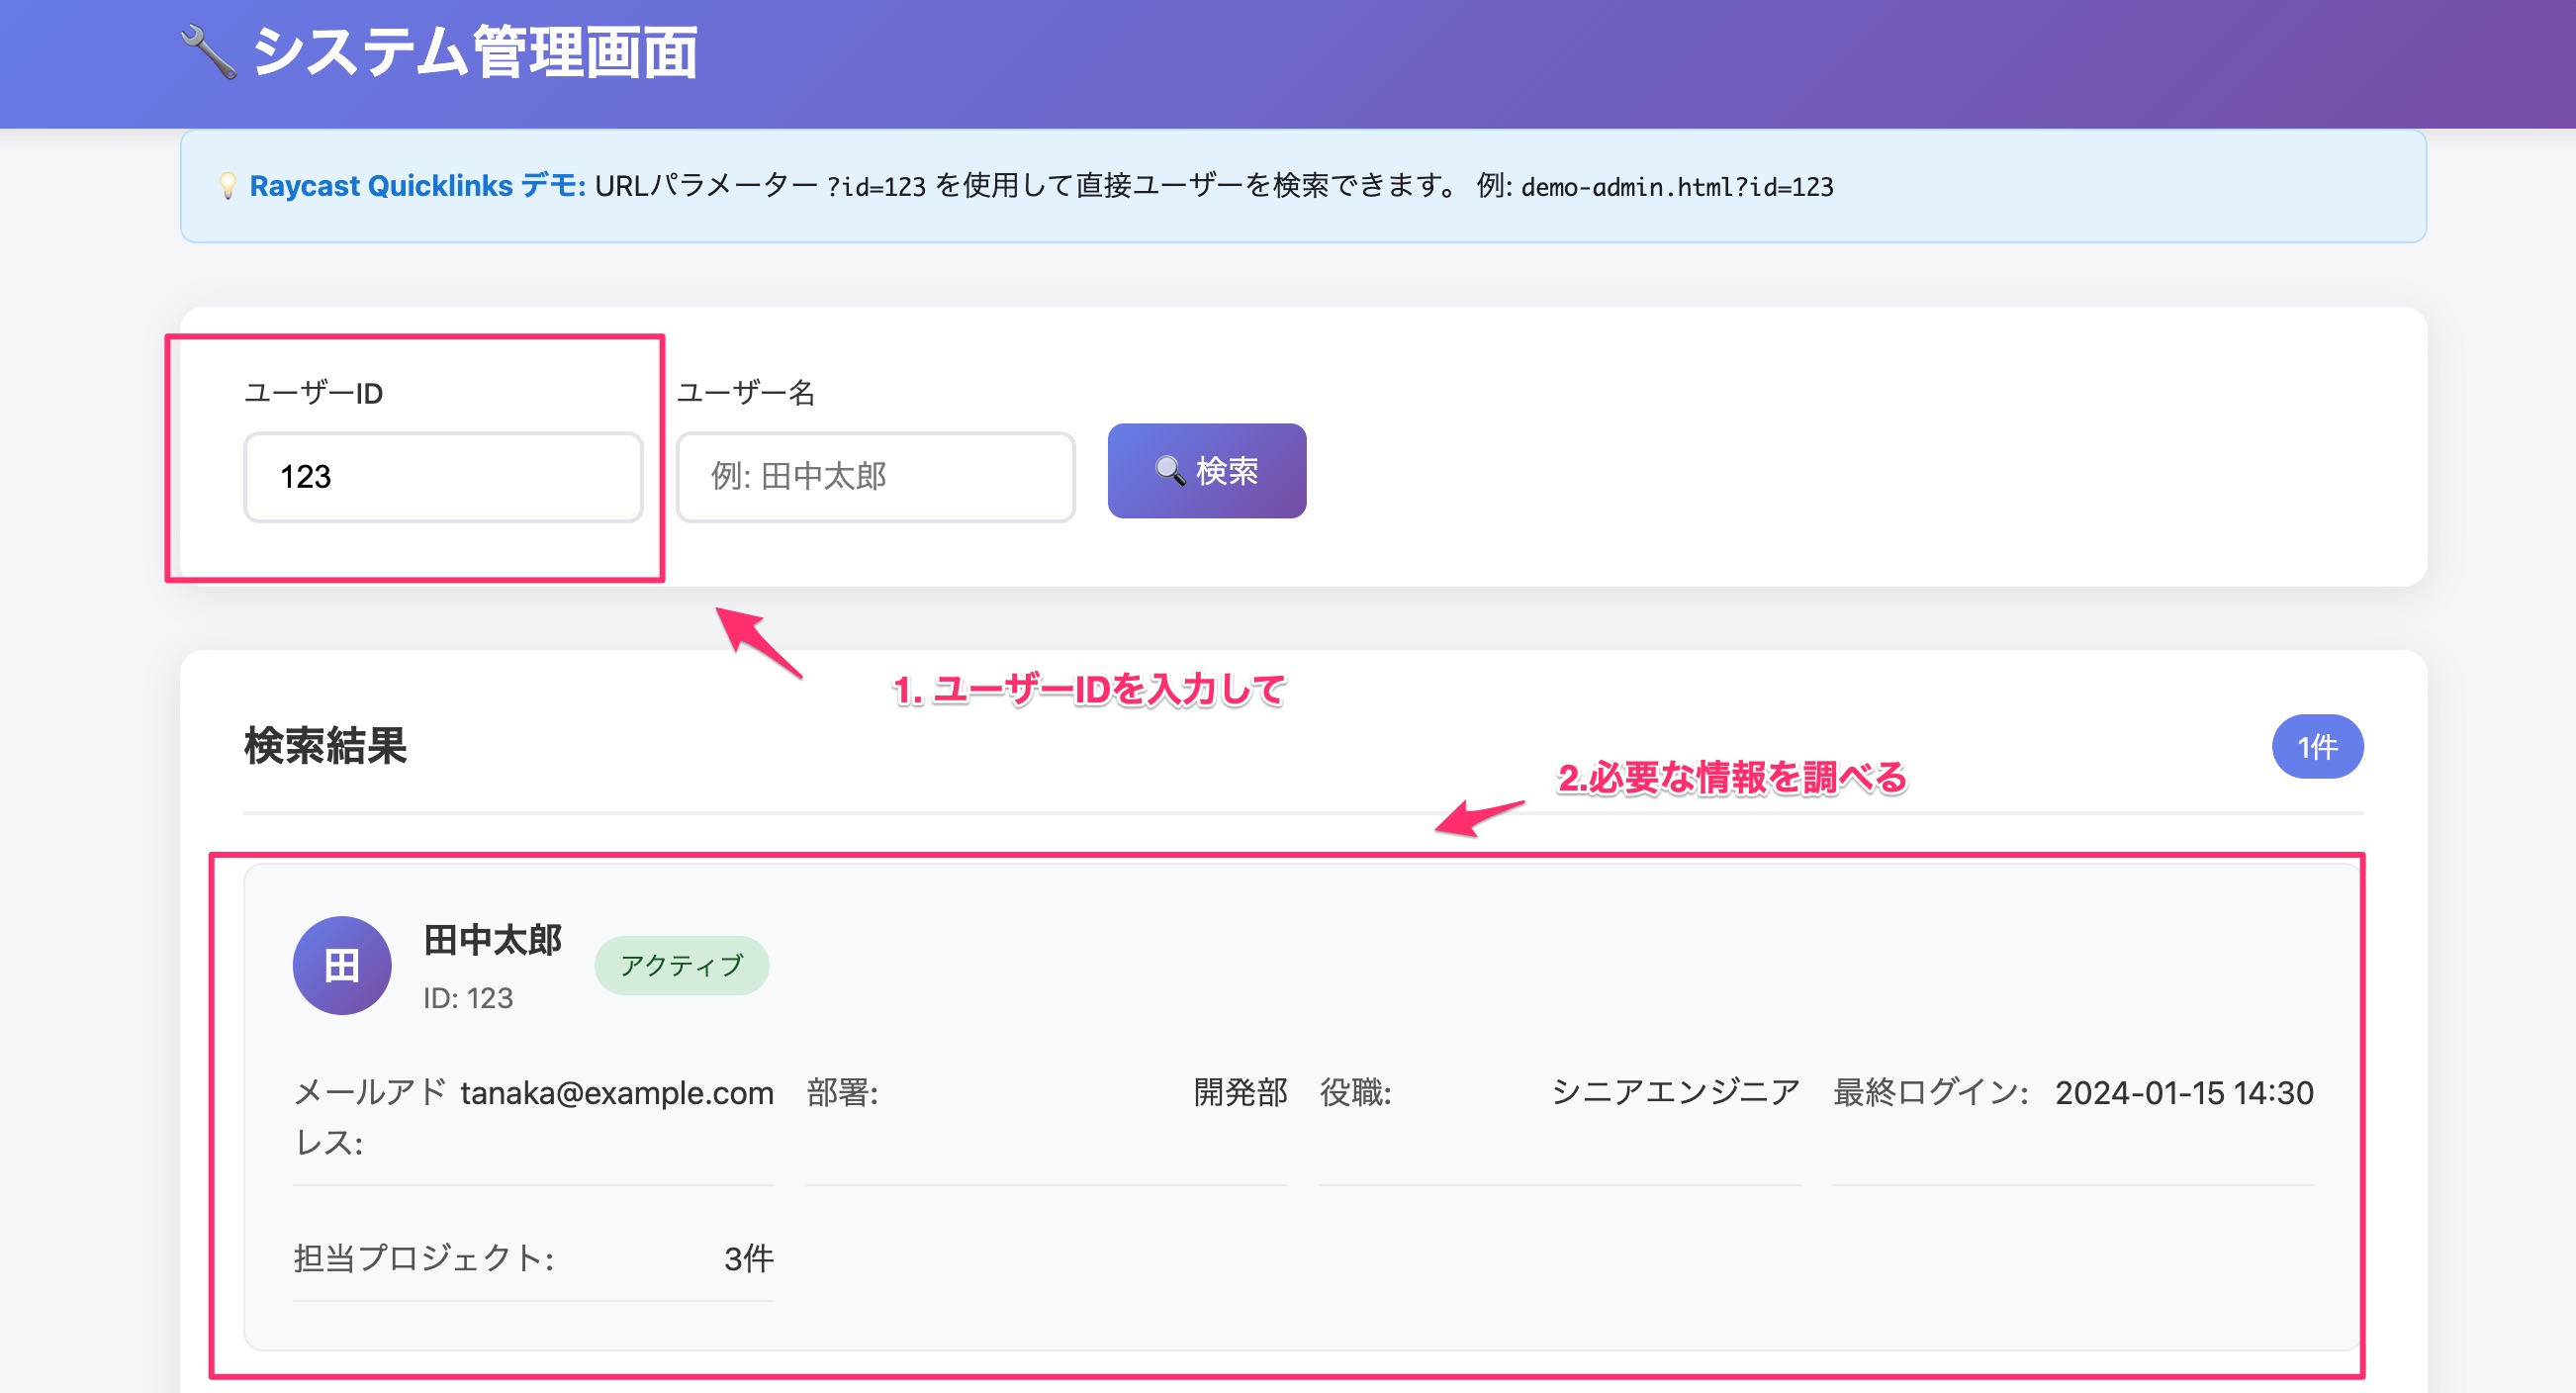 システム管理画面
Raycast Quicklinks デモ: URLパラメーター ?id=123 を使用して直接ユーザーを検索できます。 例: demo-admin.html?id=123
ユーザーID
ユーザー名
123
例: 田中太郎
検索
1. ユーザーIDを入力して
検索結果
1件
2.必要な情報を調べる
田
田中太郎
ID: 123
アクティブ
メールアド
レス:
tanaka@example.com
部署:
開発部
役職:
シニアエンジニア
最終ログイン:
2024-01-15 14:30
担当プロジェクト:
3件